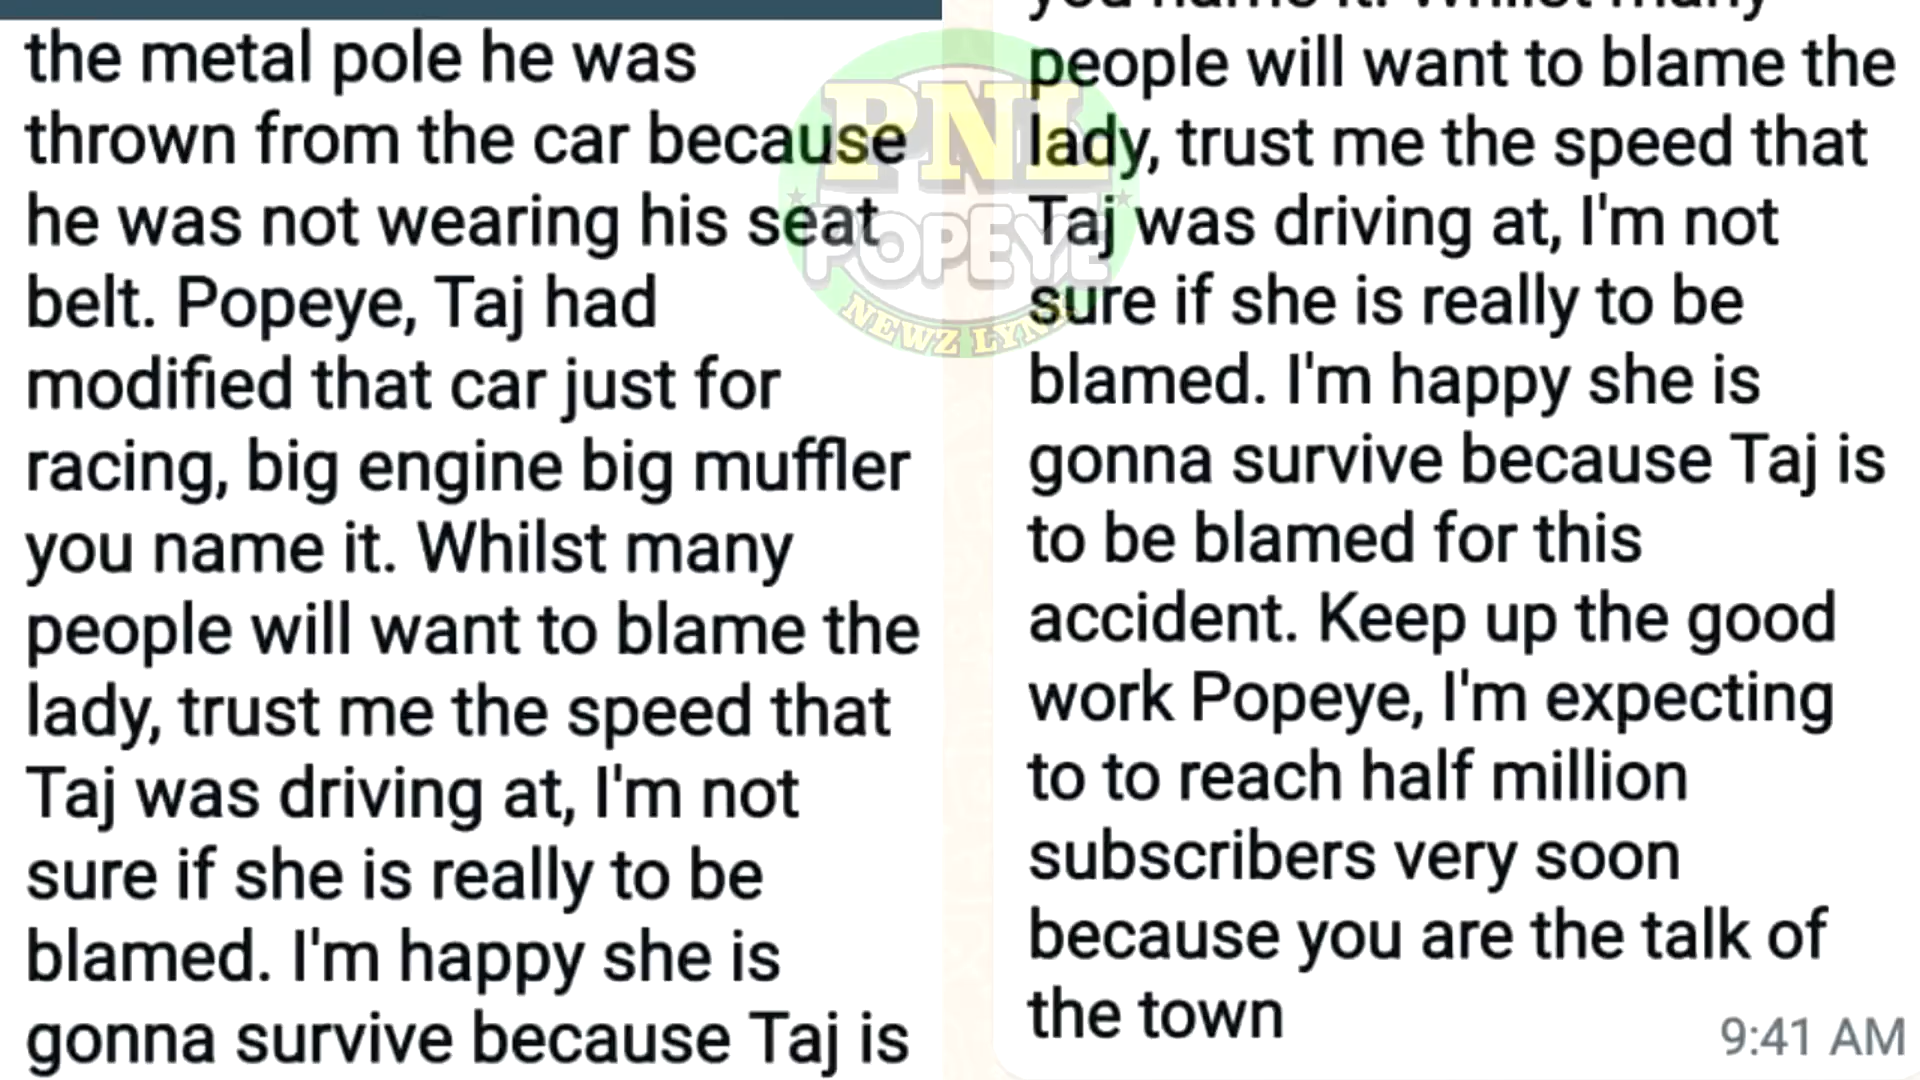 the metal pole he was
thrown from the car because
he was not wearing his seat
belt. Popeye, Taj had
modified that car just for
racing, big engine big muffler
you name it. Whilst many
people will want to blame the
lady, trust me the speed that
Taj was driving at, I'm not
sure if she is really to be
blamed. I'm happy she is
gonna survive because Taj is
you name it. Whilst many
people will want to blame the
lady, trust me the speed that
Taj was driving at, I'm not
sure if she is really to be
blamed. I'm happy she is
gonna survive because Taj is
to be blamed for this
accident. Keep up the good
work Popeye, I'm expecting
to to reach half million
subscribers very soon
because you are the talk of
the town
9:41 AM
PNL
POPEYE
NEWZ LYNK